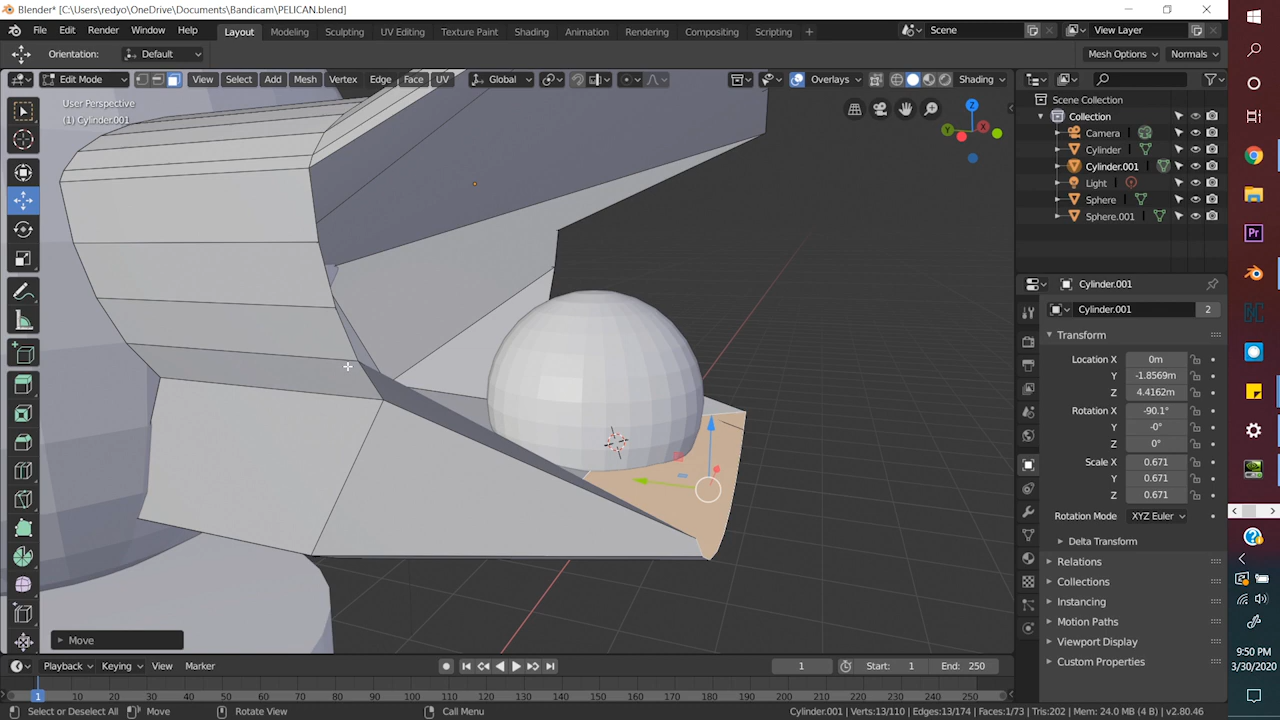 Blender* [C:\Users\redyo\OneDrive\Documents\Bandicam\PELICAN.blend]
File Edit Render Window Help Layout Modeling Sculpting UV Editing Texture Paint Shading Animation Rendering Compositing Scripting + Scene View Layer
Orientation: Default Mesh Options Normals
Edit Mode View Select Add Mesh Vertex Edge Face UV Global Overlays Shading
User Perspective
(1) Cylinder.001
Z
Y
X
Scene Collection
Collection
Camera
Cylinder
Cylinder.001
Light
Sphere
Sphere.001
Cylinder.001
Cylinder.001 2
Transform
Location X 0m
Y -1.8569m
Z 4.4162m
Rotation X -90.1°
Y -0°
Z 0°
Scale X 0.671
Y 0.671
Z 0.671
Rotation Mode XYZ Euler
Delta Transform
Relations
Collections
Instancing
Motion Paths
Viewport Display
Custom Properties
Move
Playback Keying View Marker 1 Start: 1 End: 250
1 10 20 30 40 50 60 70 80 90 100 110 120 130 140 150 160 170 180 190 200 210 220 230 240 250
Select or Deselect All Move Rotate View Call Menu Cylinder.001 | Verts:13/110 | Edges:13/174 | Faces:1/73 | Tris:202 | Mem: 24.0 MB (4 B) | v2.80.46
Pr
9:50 PM
3/30/2020